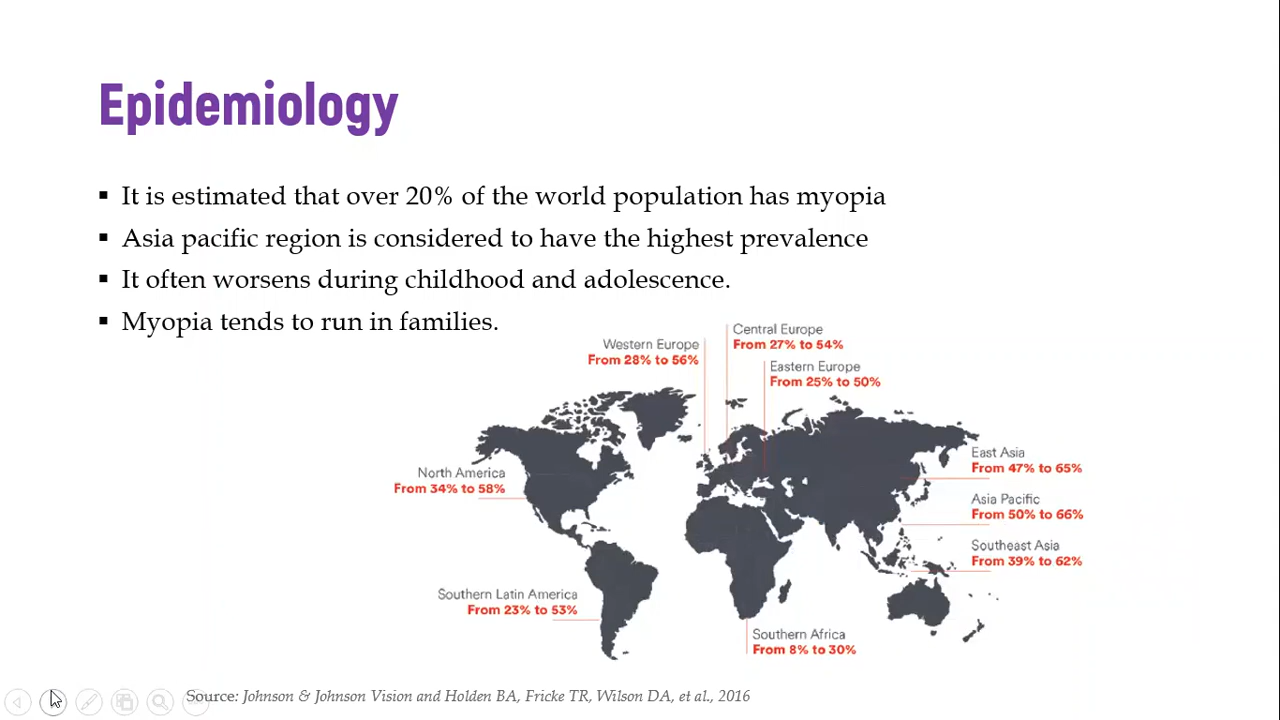 Epidemiology
▪ It is estimated that over 20% of the world population has myopia
▪ Asia pacific region is considered to have the highest prevalence
▪ It often worsens during childhood and adolescence.
▪ Myopia tends to run in families.
Central Europe
From 27% to 54%
Western Europe
From 28% to 56%
Eastern Europe
From 25% to 50%
East Asia
From 47% to 65%
North America
From 34% to 58%
Asia Pacific
From 50% to 66%
Southeast Asia
From 39% to 62%
Southern Latin America
From 23% to 53%
Southern Africa
From 8% to 30%
Source: Johnson & Johnson Vision and Holden BA, Fricke TR, Wilson DA, et al., 2016